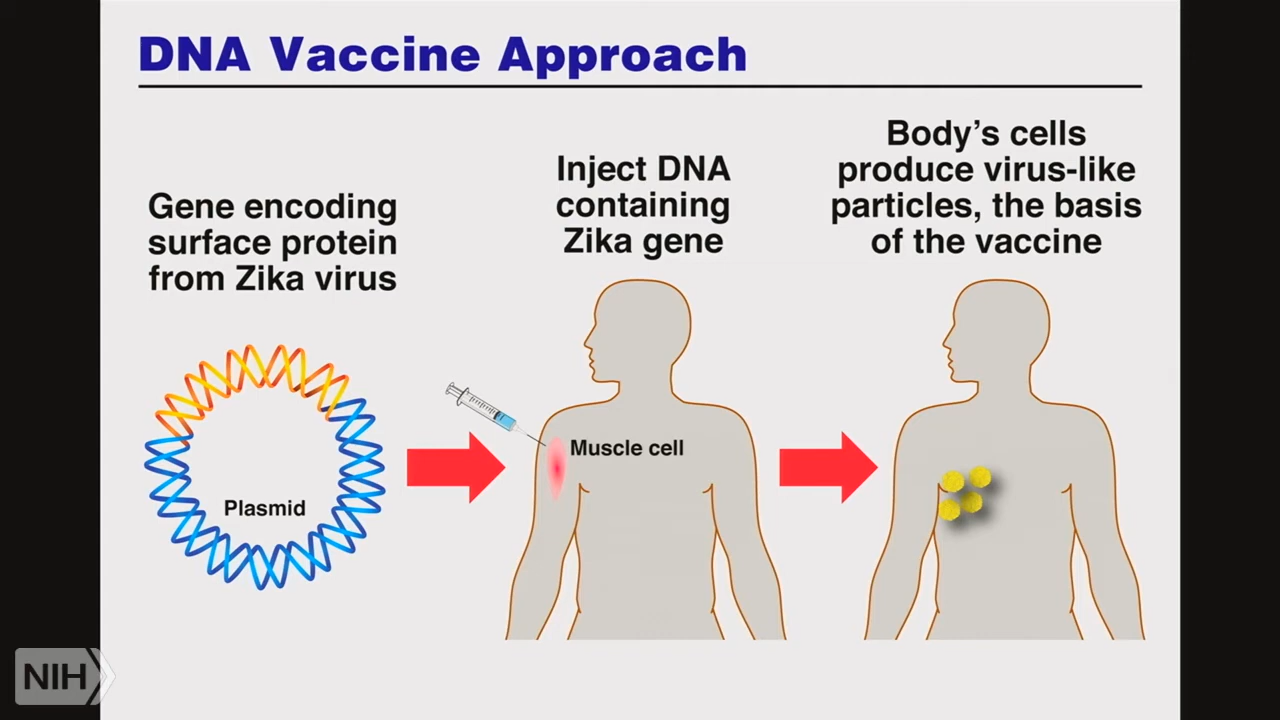 DNA Vaccine Approach
Gene encoding
surface protein
from Zika virus
Plasmid
Inject DNA
containing
Zika gene
Muscle cell
Body's cells
produce virus-like
particles, the basis
of the vaccine
NIH